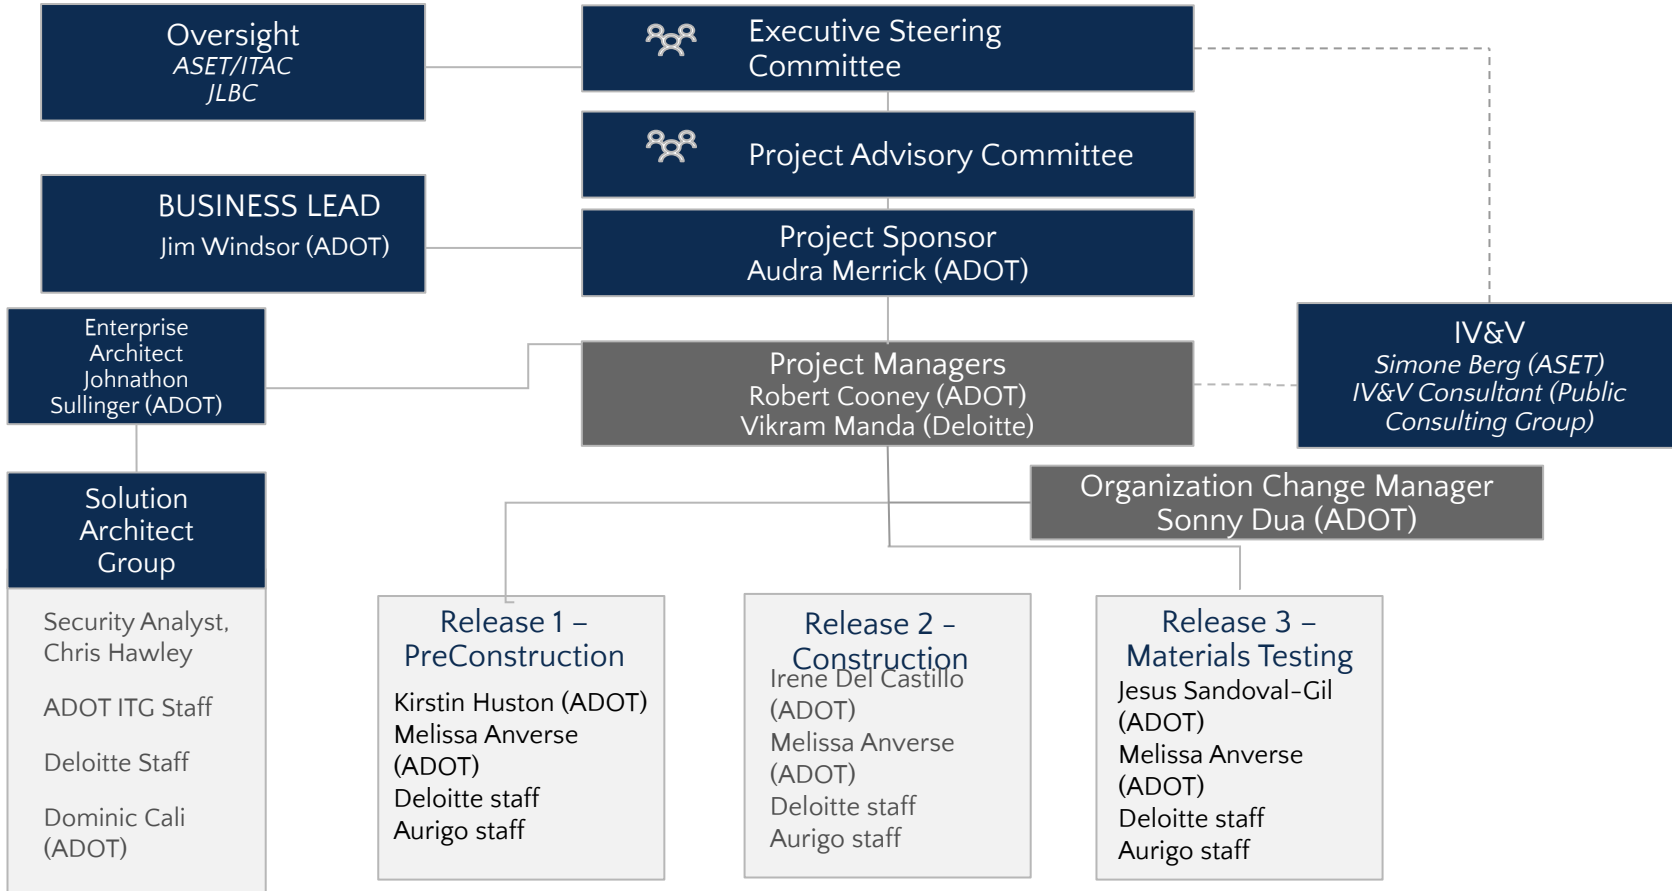 Oversight
ASET/ITAC
JLBC
Executive Steering
Committee
Project Advisory Committee
BUSINESS LEAD
Jim Windsor (ADOT)
Project Sponsor
Audra Merrick (ADOT)
Enterprise
Architect
Johnathon
Sullinger (ADOT)
Project Managers
Robert Cooney (ADOT)
Vikram Manda (Deloitte)
IV&V
Simone Berg (ASET)
IV&V Consultant (Public
Consulting Group)
Organization Change Manager
Sonny Dua (ADOT)
Solution
Architect
Group
Security Analyst,
Chris Hawley
ADOT ITG Staff
Deloitte Staff
Dominic Cali
(ADOT)
Release 1 –
PreConstruction
Kirstin Huston (ADOT)
Melissa Anverse
(ADOT)
Deloitte staff
Aurigo staff
Release 2 –
Construction
Irene Del Castillo
(ADOT)
Melissa Anverse
(ADOT)
Deloitte staff
Aurigo staff
Release 3 –
Materials Testing
Jesus Sandoval-Gil
(ADOT)
Melissa Anverse
(ADOT)
Deloitte staff
Aurigo staff